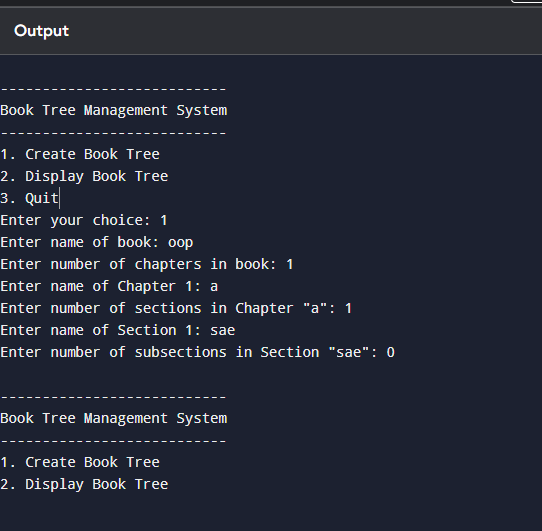 Output
---------------------------
Book Tree Management System
---------------------------
1. Create Book Tree
2. Display Book Tree
3. Quit
Enter your choice: 1
Enter name of book: oop
Enter number of chapters in book: 1
Enter name of Chapter 1: a
Enter number of sections in Chapter "a": 1
Enter name of Section 1: sae
Enter number of subsections in Section "sae": 0
---------------------------
Book Tree Management System
---------------------------
1. Create Book Tree
2. Display Book Tree